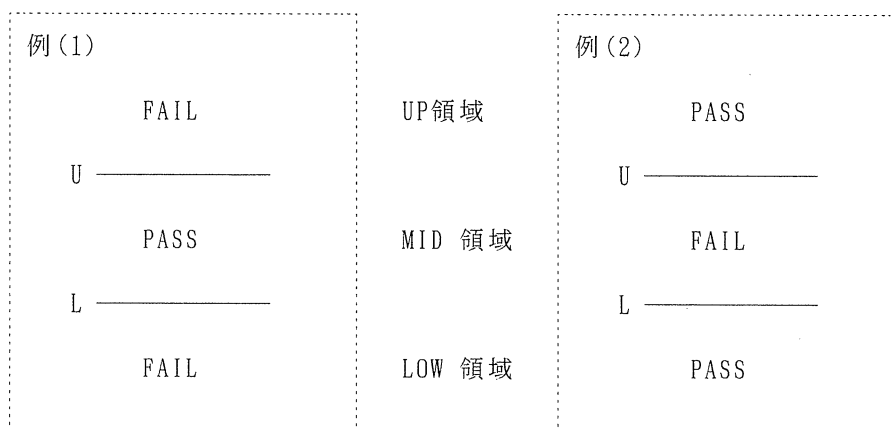 例(1)
例(2)
FAIL UP領域 PASS
U U
PASS MID 領域 FAIL
L L
FAIL LOW 領域 PASS